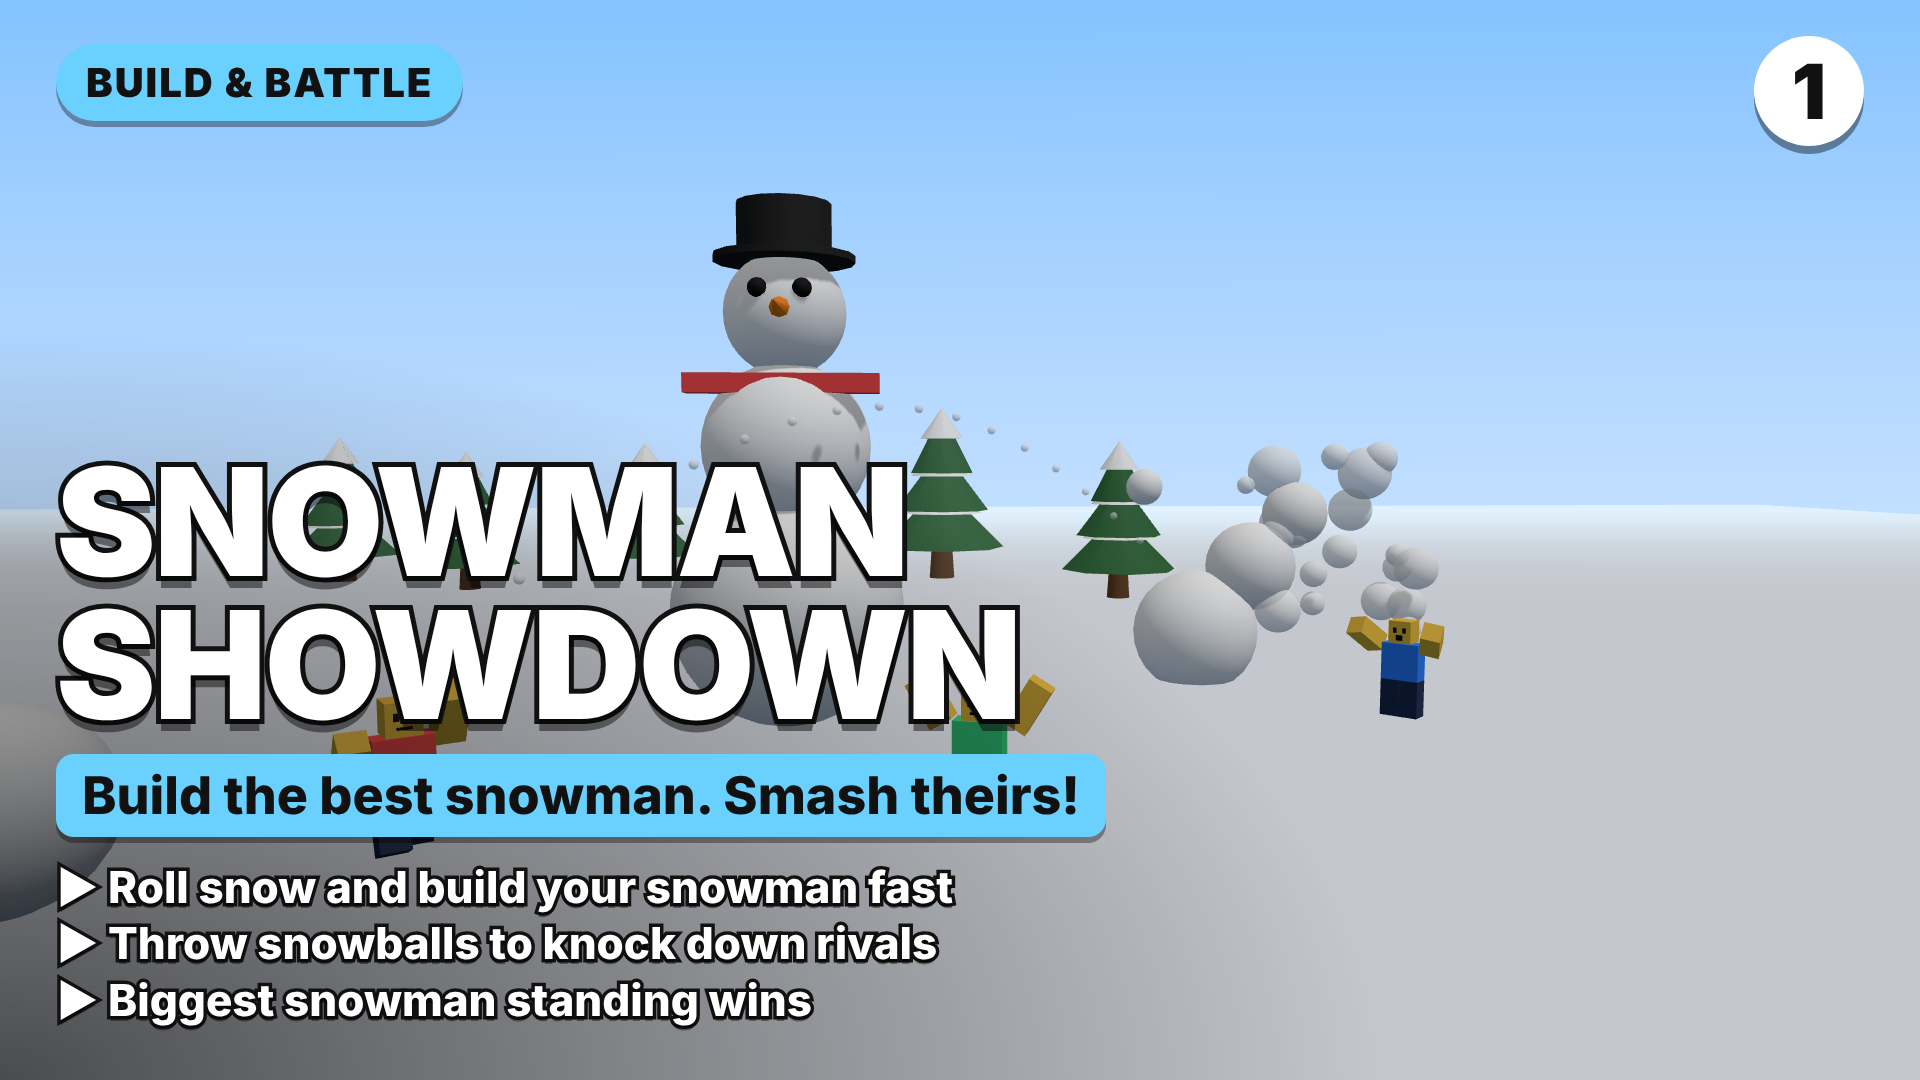 BUILD & BATTLE
1
SNOWMAN
SHOWDOWN
Build the best snowman. Smash theirs!
▶ Roll snow and build your snowman fast
▶ Throw snowballs to knock down rivals
▶ Biggest snowman standing wins